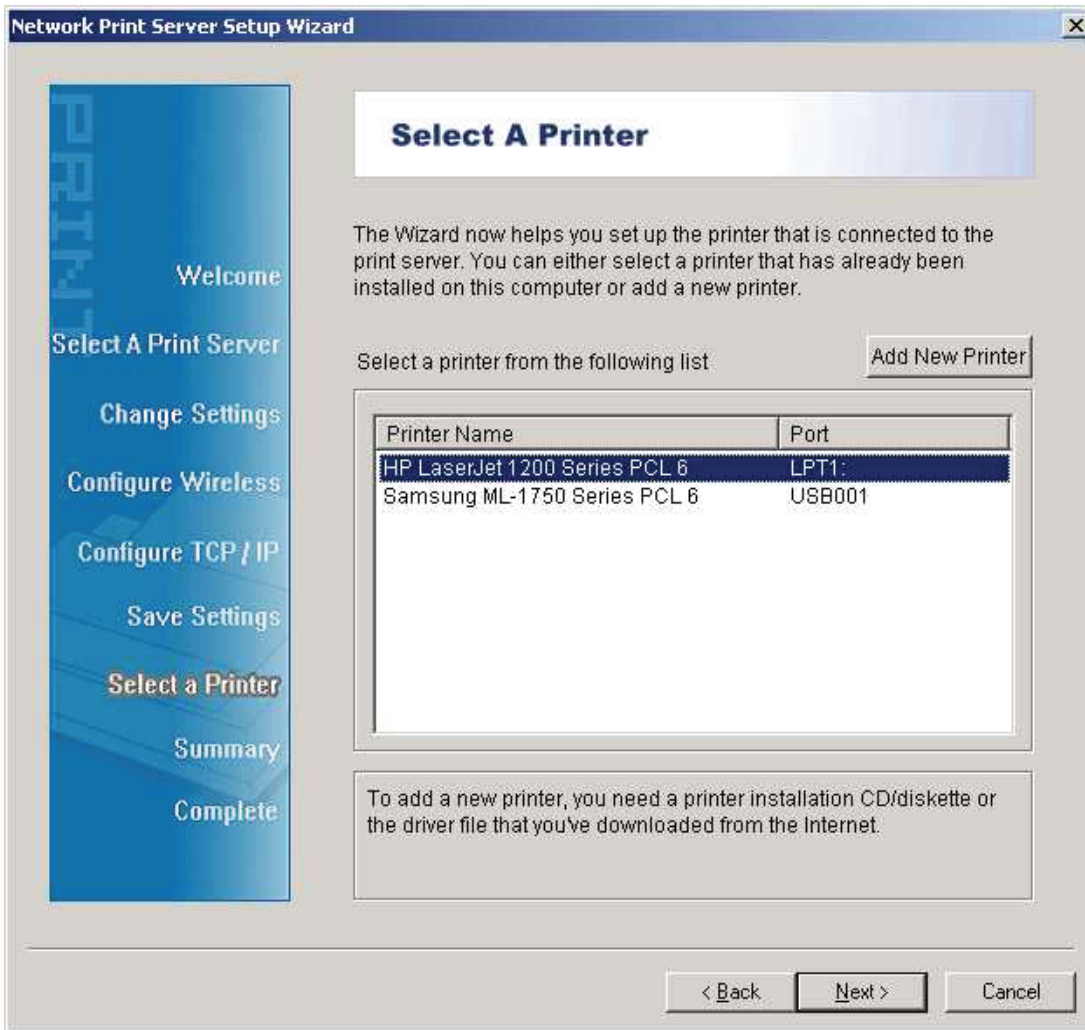 Network Print Server Setup Wizard
PRINT
Welcome
Select A Print Server
Change Settings
Configure Wireless
Configure TCP / IP
Save Settings
Select a Printer
Summary
Complete
Select A Printer
The Wizard now helps you set up the printer that is connected to the
print server. You can either select a printer that has already been
installed on this computer or add a new printer.
Select a printer from the following list
Add New Printer
Printer Name Port
HP LaserJet 1200 Series PCL 6 LPT1:
Samsung ML-1750 Series PCL 6 USB001
To add a new printer, you need a printer installation CD/diskette or
the driver file that you've downloaded from the Internet.
< Back Next > Cancel